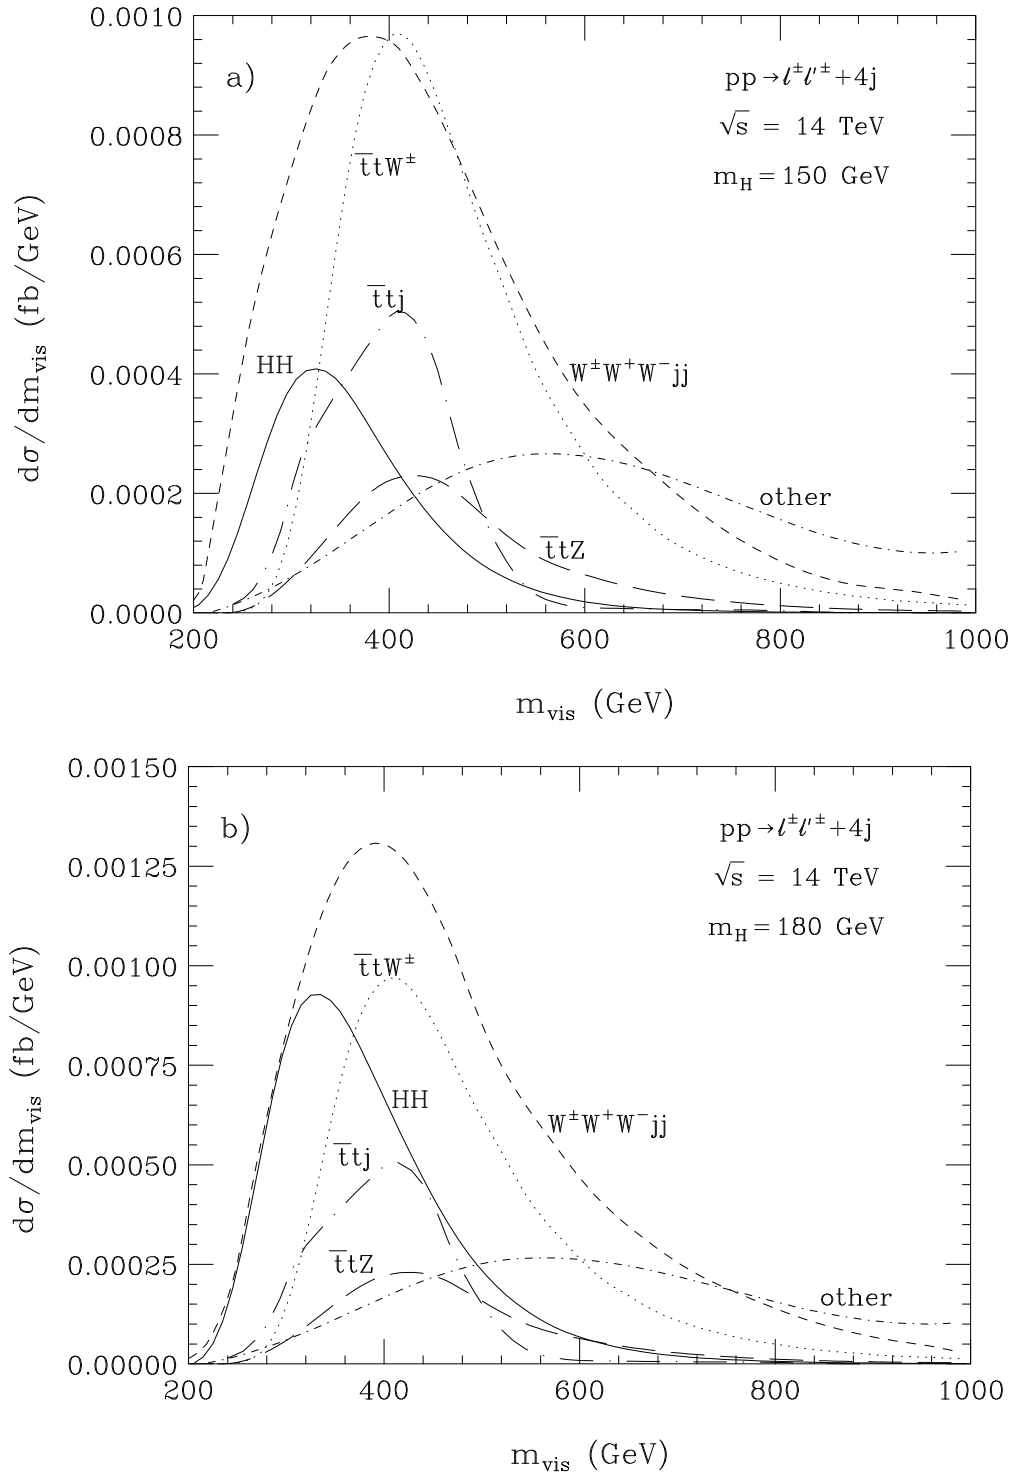 0.0010
a)
pp→ℓ±ℓ′±+4j
0.0008
√s = 14 TeV
t̅tW±
mH=150 GeV
0.0006
t̅tj
0.0004
HH
W±W+W−jj
0.0002
other
t̅tZ
0.0000
200 400 600 800 1000
dσ/dmvis (fb/GeV)
mvis (GeV)
0.00150
b)
pp→ℓ±ℓ′±+4j
0.00125
√s = 14 TeV
mH=180 GeV
0.00100
t̅tW±
0.00075
HH
W±W+W−jj
0.00050
t̅tj
0.00025
t̅tZ
other
0.00000
200 400 600 800 1000
dσ/dmvis (fb/GeV)
mvis (GeV)